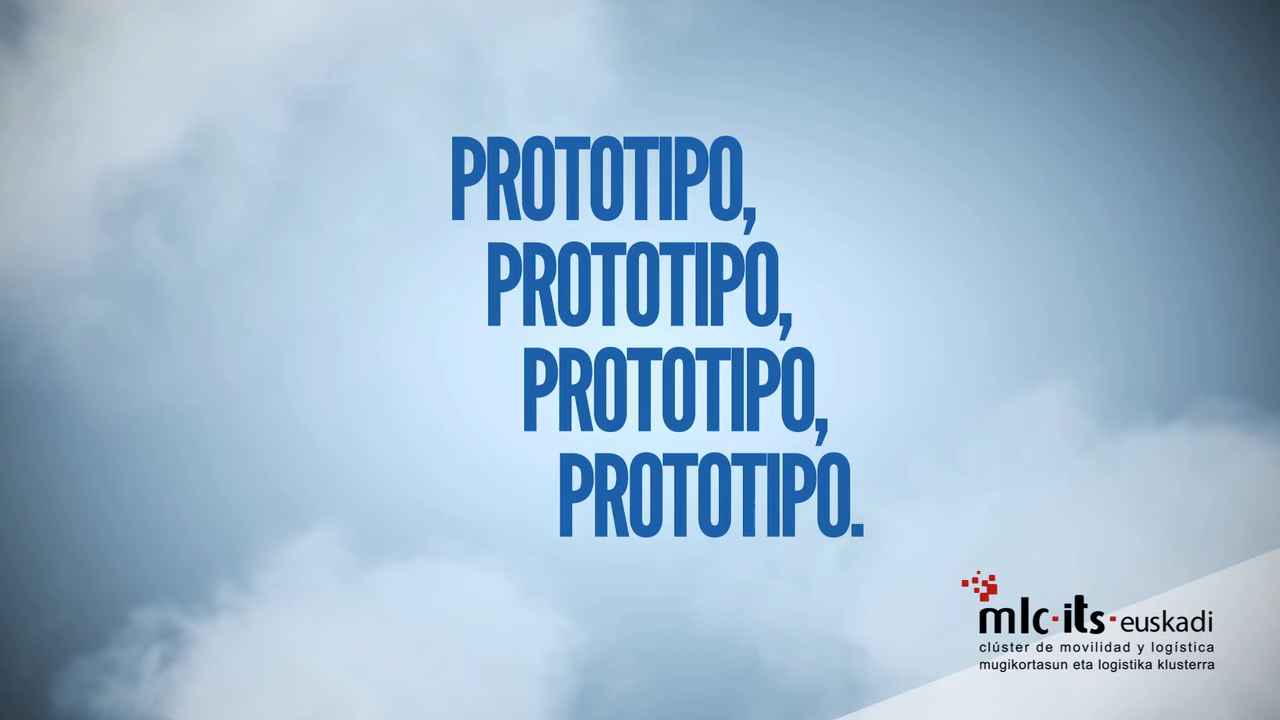 PROTOTIPO,
PROTOTIPO,
PROTOTIPO,
PROTOTIPO.
mlc·its·euskadi
clúster de movilidad y logística
mugikortasun eta logistika klusterra